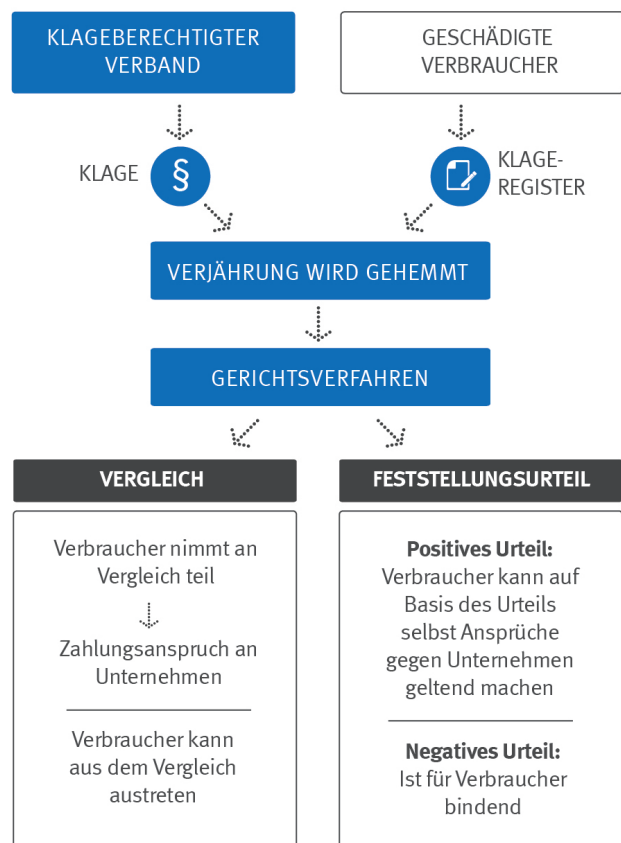 KLAGEBERECHTIGTER
VERBAND
GESCHÄDIGTE
VERBRAUCHER
KLAGE
§
KLAGE-
REGISTER
VERJÄHRUNG WIRD GEHEMMT
GERICHTSVERFAHREN
VERGLEICH
Verbraucher nimmt an
Vergleich teil
Zahlungsanspruch an
Unternehmen
Verbraucher kann
aus dem Vergleich
austreten
FESTSTELLUNGSURTEIL
Positives Urteil:
Verbraucher kann auf
Basis des Urteils
selbst Ansprüche
gegen Unternehmen
geltend machen
Negatives Urteil:
Ist für Verbraucher
bindend